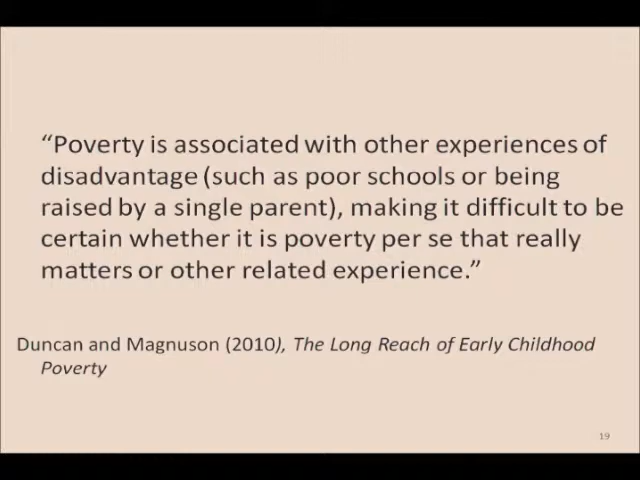 “Poverty is associated with other experiences of
disadvantage (such as poor schools or being
raised by a single parent), making it difficult to be
certain whether it is poverty per se that really
matters or other related experience.”
Duncan and Magnuson (2010), The Long Reach of Early Childhood
Poverty
19